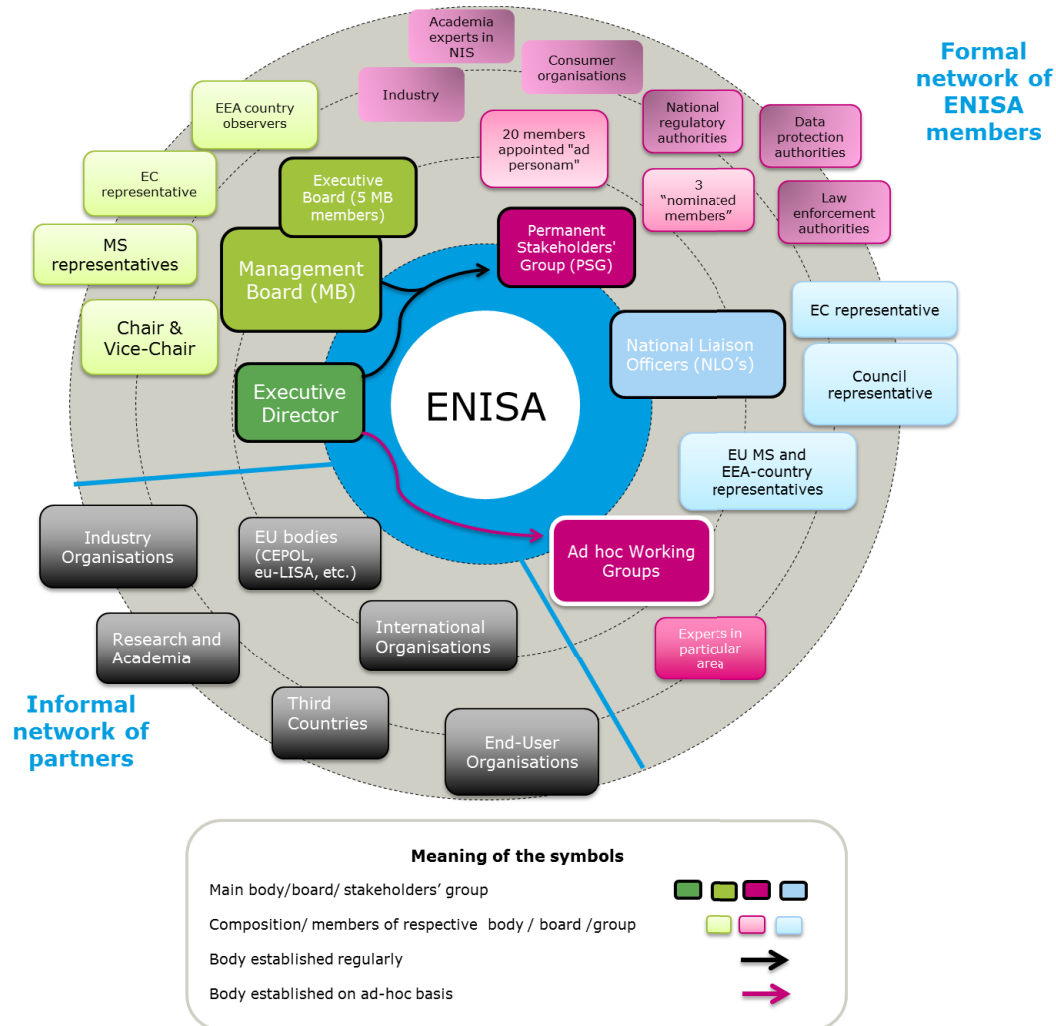 Academia
experts in
NIS
Consumer
organisations
Formal
network of
ENISA
members
Industry
EEA country
observers
National
regulatory
authorities
Data
protection
authorities
20 members
appointed "ad
personam"
EC
representative
Executive
Board (5 MB
members)
3
“nominated
members”
Law
enforcement
authorities
MS
representatives
Permanent
Stakeholders'
Group (PSG)
Management
Board (MB)
EC representative
Chair &
Vice-Chair
National Liaison
Officers (NLO’s)
Council
representative
Executive
Director
ENISA
EU MS and
EEA-country
representatives
Industry
Organisations
EU bodies
(CEPOL,
eu-LISA, etc.)
Ad hoc Working
Groups
Research and
Academia
International
Organisations
Experts in
particular
area
Informal
network of
partners
Third
Countries
End-User
Organisations
Meaning of the symbols
Main body/board/ stakeholders’ group
Composition/ members of respective body / board /group
Body established regularly
Body established on ad-hoc basis